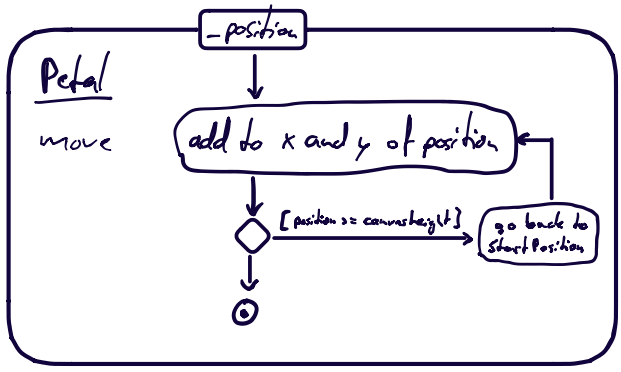 _position
Petal
move
add to x and y of position
[position >= canvasheight]
go back to
StartPosition